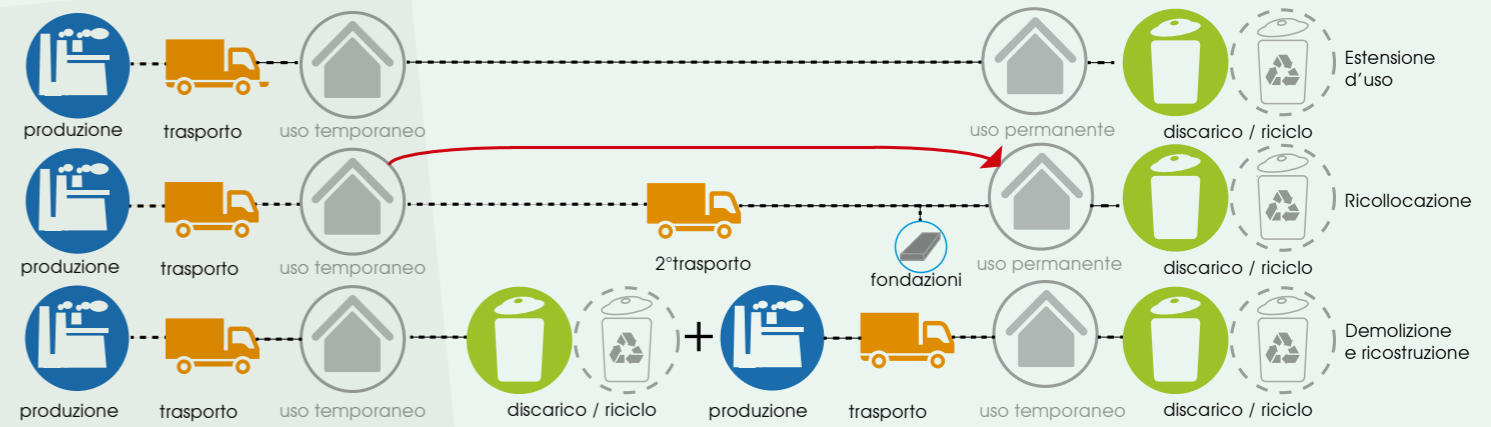 produzione
trasporto
uso temporaneo
uso permanente
discarico / riciclo
Estensione
d'uso
produzione
trasporto
uso temporaneo
2°trasporto
fondazioni
uso permanente
discarico / riciclo
Ricollocazione
produzione
trasporto
uso temporaneo
discarico / riciclo
+
produzione
trasporto
uso temporaneo
discarico / riciclo
Demolizione
e ricostruzione